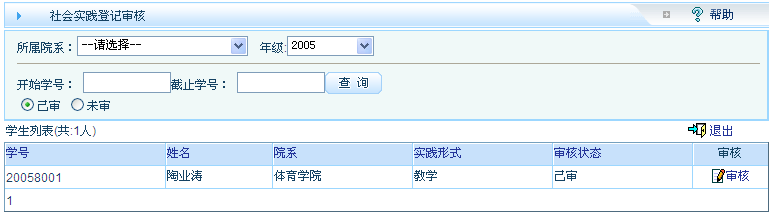 社会实践登记审核 帮助
所属院系： --请选择-- 年级: 2005
开始学号： 截止学号： 查 询
己审 未审
学生列表(共:1人) 退出
学号 姓名 院系 实践形式 审核状态 审核
20058001 陶业涛 体育学院 教学 己审 审核
1